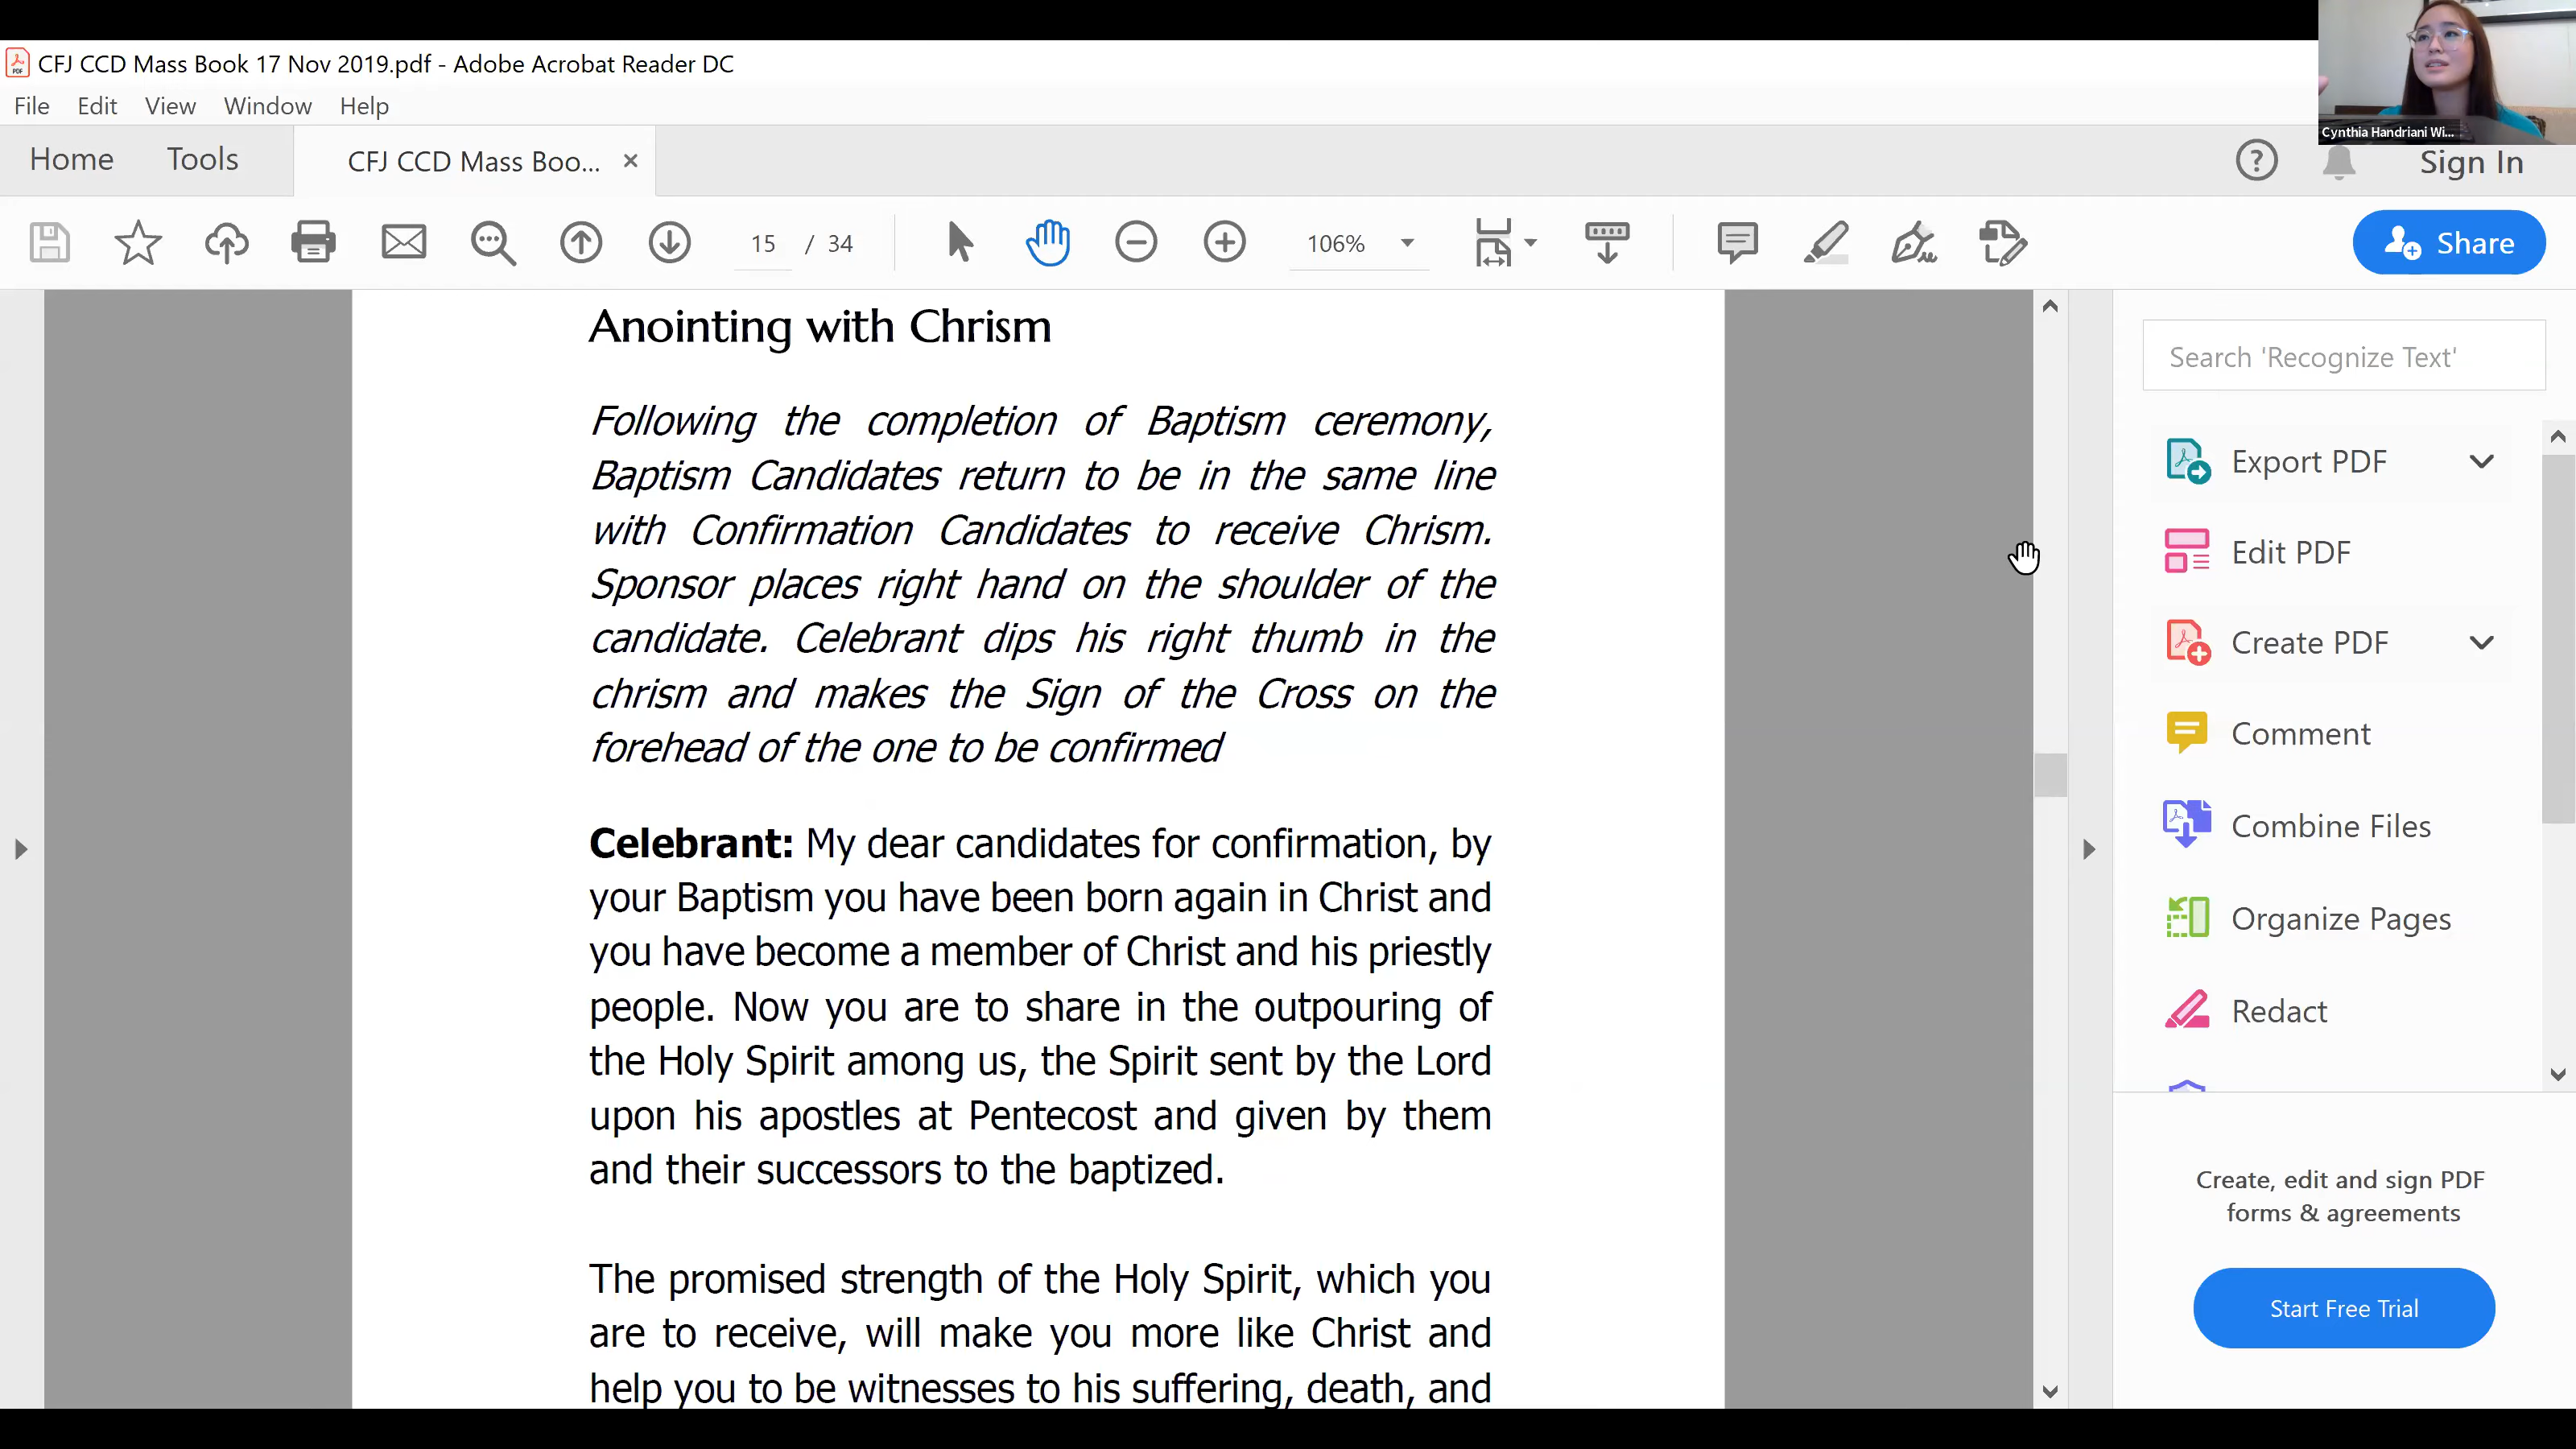 CFJ CCD Mass Book 17 Nov 2019.pdf - Adobe Acrobat Reader DC
File Edit View Window Help
Cynthia Handriani Wi...
Home Tools CFJ CCD Mass Boo... ×
Sign In
15 / 34
106%
Share
Anointing with Chrism
Following the completion of Baptism ceremony,
Baptism Candidates return to be in the same line
with Confirmation Candidates to receive Chrism.
Sponsor places right hand on the shoulder of the
candidate. Celebrant dips his right thumb in the
chrism and makes the Sign of the Cross on the
forehead of the one to be confirmed
Celebrant: My dear candidates for confirmation, by
your Baptism you have been born again in Christ and
you have become a member of Christ and his priestly
people. Now you are to share in the outpouring of
the Holy Spirit among us, the Spirit sent by the Lord
upon his apostles at Pentecost and given by them
and their successors to the baptized.
The promised strength of the Holy Spirit, which you
are to receive, will make you more like Christ and
help you to be witnesses to his suffering, death, and
Search 'Recognize Text'
Export PDF
Edit PDF
Create PDF
Comment
Combine Files
Organize Pages
Redact
Create, edit and sign PDF
forms & agreements
Start Free Trial